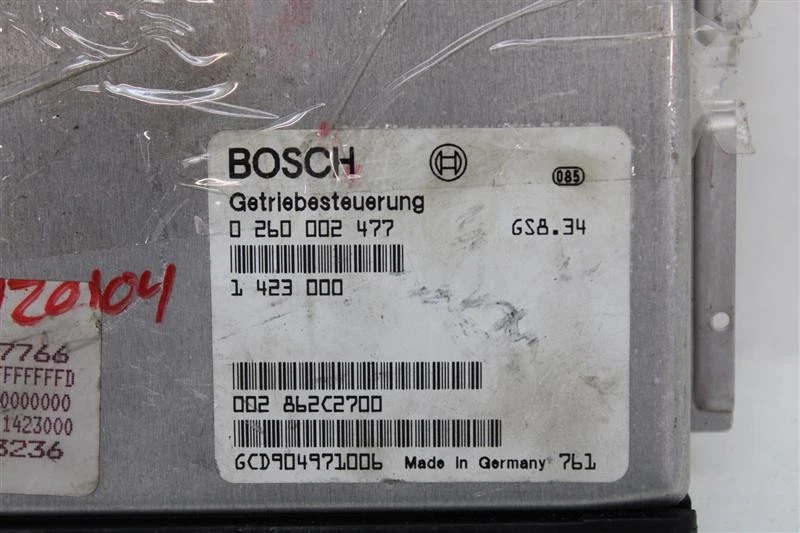 BOSCH
085
Getriebesteuerung
0 260 002 477 GS8.34
1 423 000
002 862C2700
GCD904971006 Made in Germany 761
20104
7766
FFFFFFFD
0000000
1423000
3236